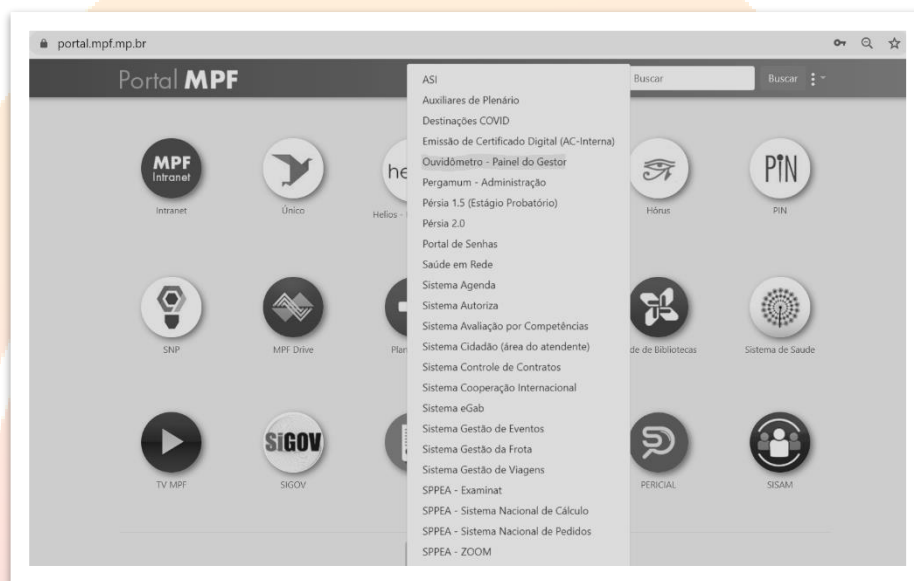 portal.mpf.mp.br
Portal MPF
Buscar
Buscar
ASI
Auxiliares de Plenário
Destinações COVID
Emissão de Certificado Digital (AC-Interna)
Ouvidômetro - Painel do Gestor
Pergamum - Administração
Pérsia 1.5 (Estágio Probatório)
Pérsia 2.0
Portal de Senhas
Saúde em Rede
Sistema Agenda
Sistema Autoriza
Sistema Avaliação por Competências
Sistema Cidadão (área do atendente)
Sistema Controle de Contratos
Sistema Cooperação Internacional
Sistema eGab
Sistema Gestão de Eventos
Sistema Gestão da Frota
Sistema Gestão de Viagens
SPPEA - Examinat
SPPEA - Sistema Nacional de Cálculo
SPPEA - Sistema Nacional de Pedidos
SPPEA - ZOOM
MPF
Intranet
he
PIN
Intranet
Único
Helios -
Hórus
PIN
SNP
MPF Drive
Plan
de de Bibliotecas
Sistema de Saude
SIGOV
TV MPF
SIGOV
PERICIAL
SISAM